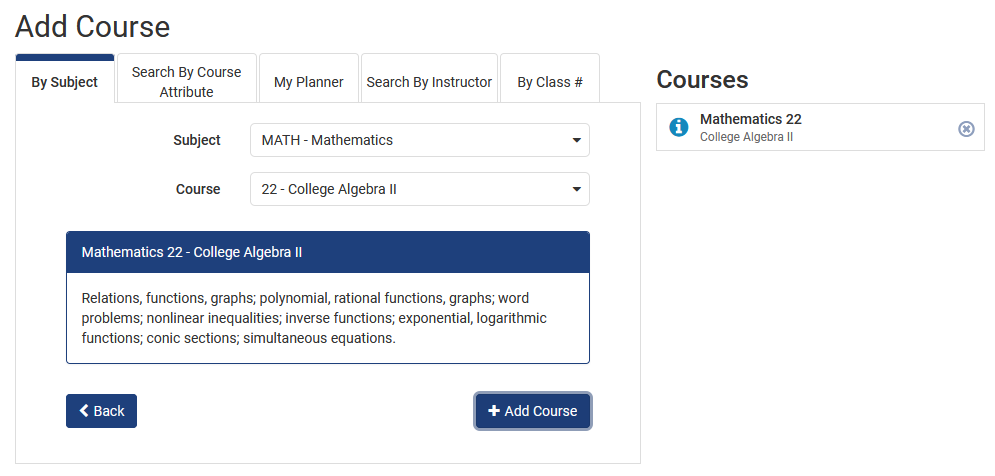 Add Course
By Subject
Search By Course
Attribute
My Planner
Search By Instructor
By Class #
Subject
MATH - Mathematics
Course
22 - College Algebra II
Mathematics 22 - College Algebra II
Relations, functions, graphs; polynomial, rational functions, graphs; word
problems; nonlinear inequalities; inverse functions; exponential, logarithmic
functions; conic sections; simultaneous equations.
Back
Add Course
Courses
Mathematics 22
College Algebra II